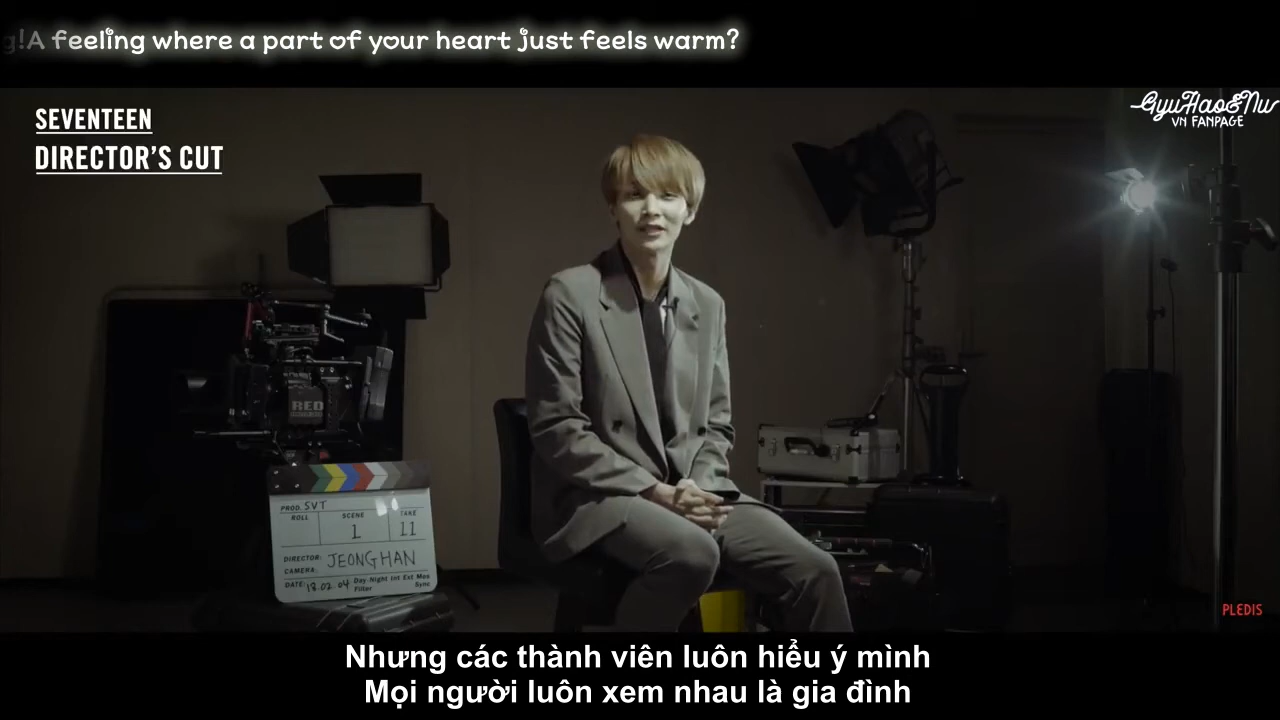 g!A feeling where a part of your heart just feels warm?
SEVENTEEN
DIRECTOR'S CUT
GyuHao&Nu
VN FANPAGE
RED
PROD. SVT
ROLL SCENE TAKE
1 11
DIRECTOR: JEONGHAN
CAMERA:
DATE: 18.02 04 Day-Night Int Ext Mos
Filter Sync
PLEDIS
Nhưng các thành viên luôn hiểu ý mình
Mọi người luôn xem nhau là gia đình